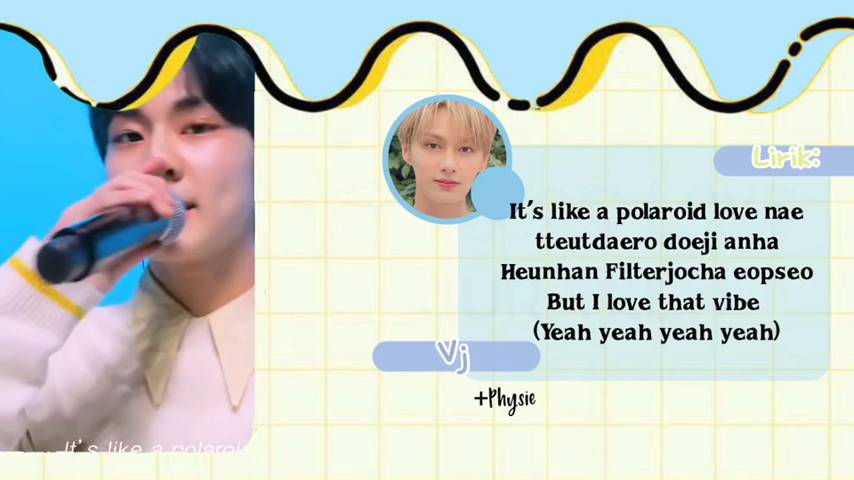 Lirik:
It's like a polaroid love nae
tteutdaero doeji anha
Heunhan Filterjocha eopseo
But I love that vibe
(Yeah yeah yeah yeah)
Vj
+Physie
It's like a polaroi